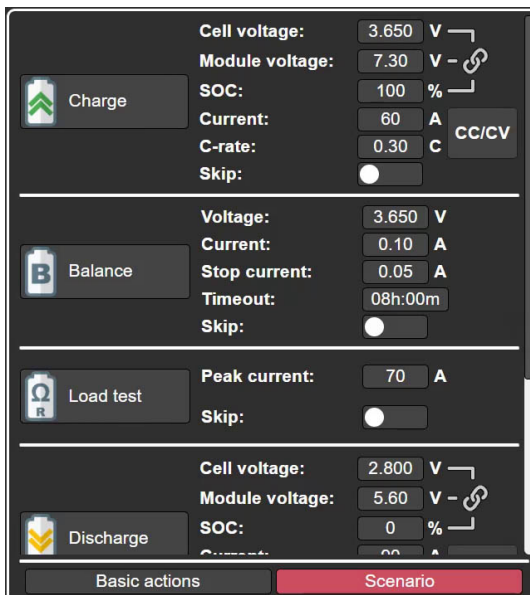 Cell voltage: 3.650 V
Module voltage: 7.30 V
Charge
SOC: 100 %
Current: 60 A
CC/CV
C-rate: 0.30 C
Skip:
Voltage: 3.650 V
Current: 0.10 A
B Balance
Stop current: 0.05 A
Timeout: 08h:00m
Skip:
Peak current: 70 A
Ω R Load test
Skip:
Cell voltage: 2.800 V
Module voltage: 5.60 V
SOC: 0 %
Discharge
Basic actions Scenario